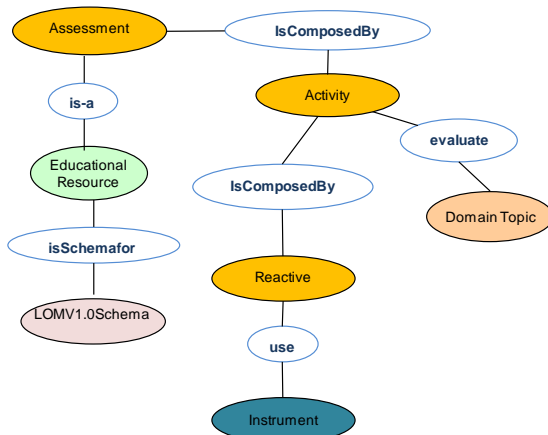 Assessment
IsComposedBy
is-a
Activity
evaluate
Educational
Resource
IsComposedBy
Domain Topic
isSchemafor
Reactive
LOMV1.0Schema
use
Instrument